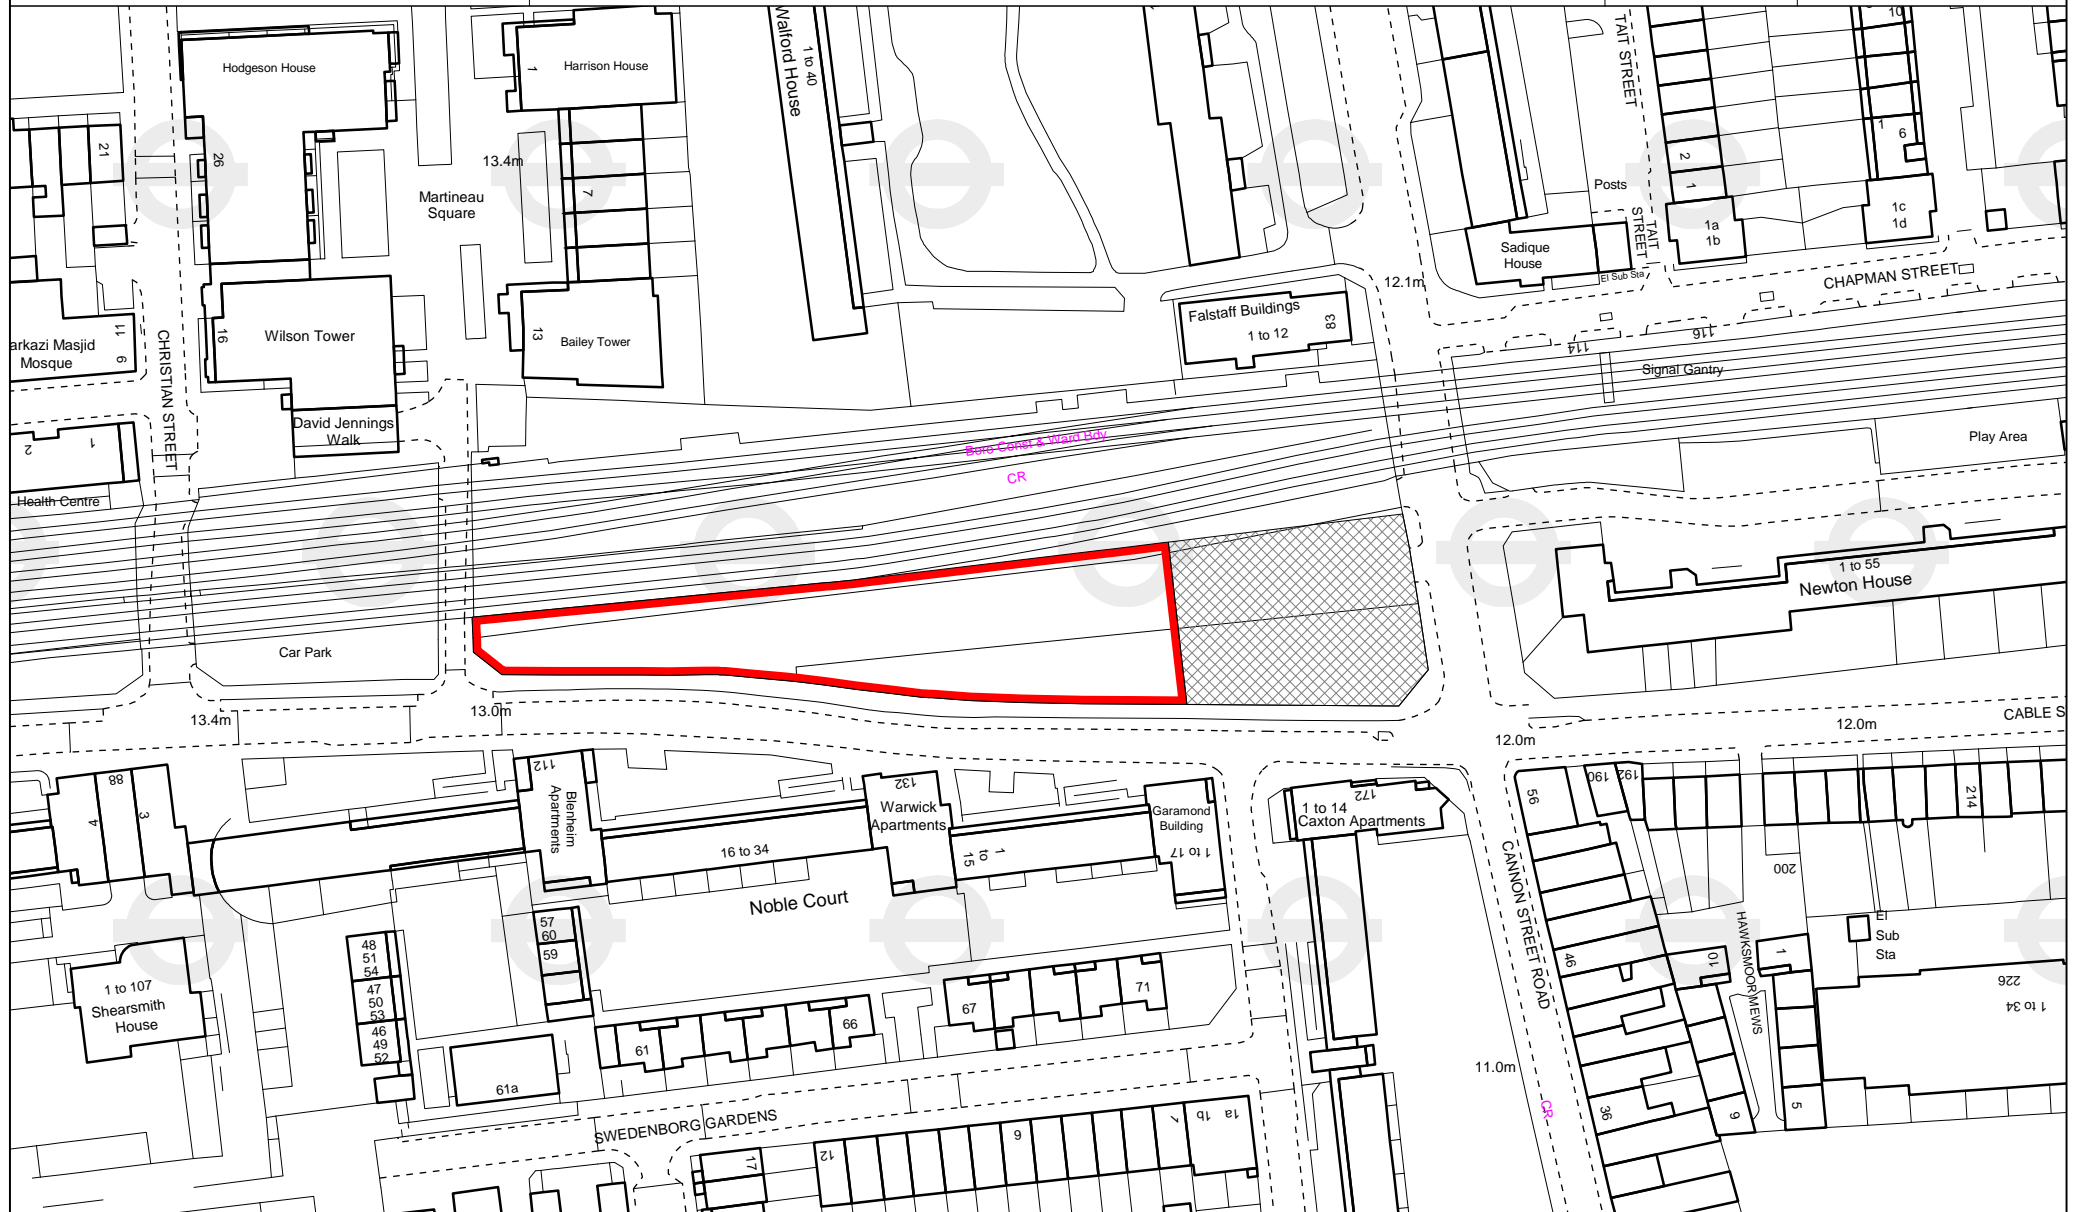 Hodgeson House
Harrison House
1
Walford House
1 to 40
TAIT STREET
10
21
26
13.4m
7
Martineau
Square
Posts
2
1
1
6
TAIT
STREET
1a
1b
1c
1d
Sadique
House
El Sub Sta
CHAPMAN STREET
12.1m
Falstaff Buildings
1 to 12
83
11
9
arkazi Masjid
Mosque
CHRISTIAN STREET
16
Wilson Tower
13
Bailey Tower
114
116
Signal Gantry
David Jennings
Walk
2
1
Health Centre
Boro Const & Ward Bdy
CR
Play Area
1 to 55
Newton House
Car Park
13.4m
13.0m
12.0m
12.0m
CABLE S
88
4
3
112
Blenheim
Apartments
16 to 34
132
Warwick
Apartments
1
to
15
Garamond
Building
1 to 17
172
1 to 14
Caxton Apartments
56
190
192
214
200
Noble Court
CANNON STREET ROAD
HAWKSMOOR MEWS
46
10
1
El
Sub
Sta
226
1 to 34
1 to 107
Shearsmith
House
48
51
54
47
50
53
46
49
52
57
60
59
61
66
67
71
61a
11.0m
CR
36
9
5
SWEDENBORG GARDENS
17
12
9
7
1b
1a